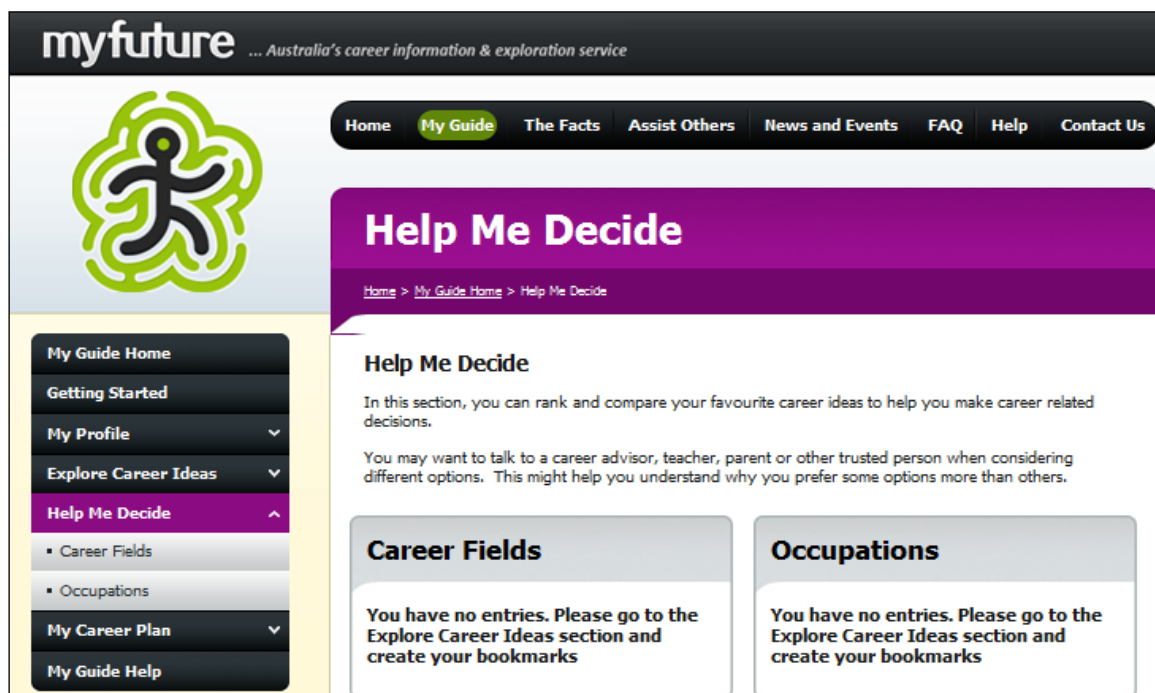 myfuture ... Australia's career information & exploration service
Home My Guide The Facts Assist Others News and Events FAQ Help Contact Us
Help Me Decide
Home > My Guide Home > Help Me Decide
My Guide Home
Getting Started
My Profile
Explore Career Ideas
Help Me Decide
▪ Career Fields
▪ Occupations
My Career Plan
My Guide Help
Help Me Decide
In this section, you can rank and compare your favourite career ideas to help you make career related
decisions.
You may want to talk to a career advisor, teacher, parent or other trusted person when considering
different options. This might help you understand why you prefer some options more than others.
Career Fields
You have no entries. Please go to the
Explore Career Ideas section and
create your bookmarks
Occupations
You have no entries. Please go to the
Explore Career Ideas section and
create your bookmarks